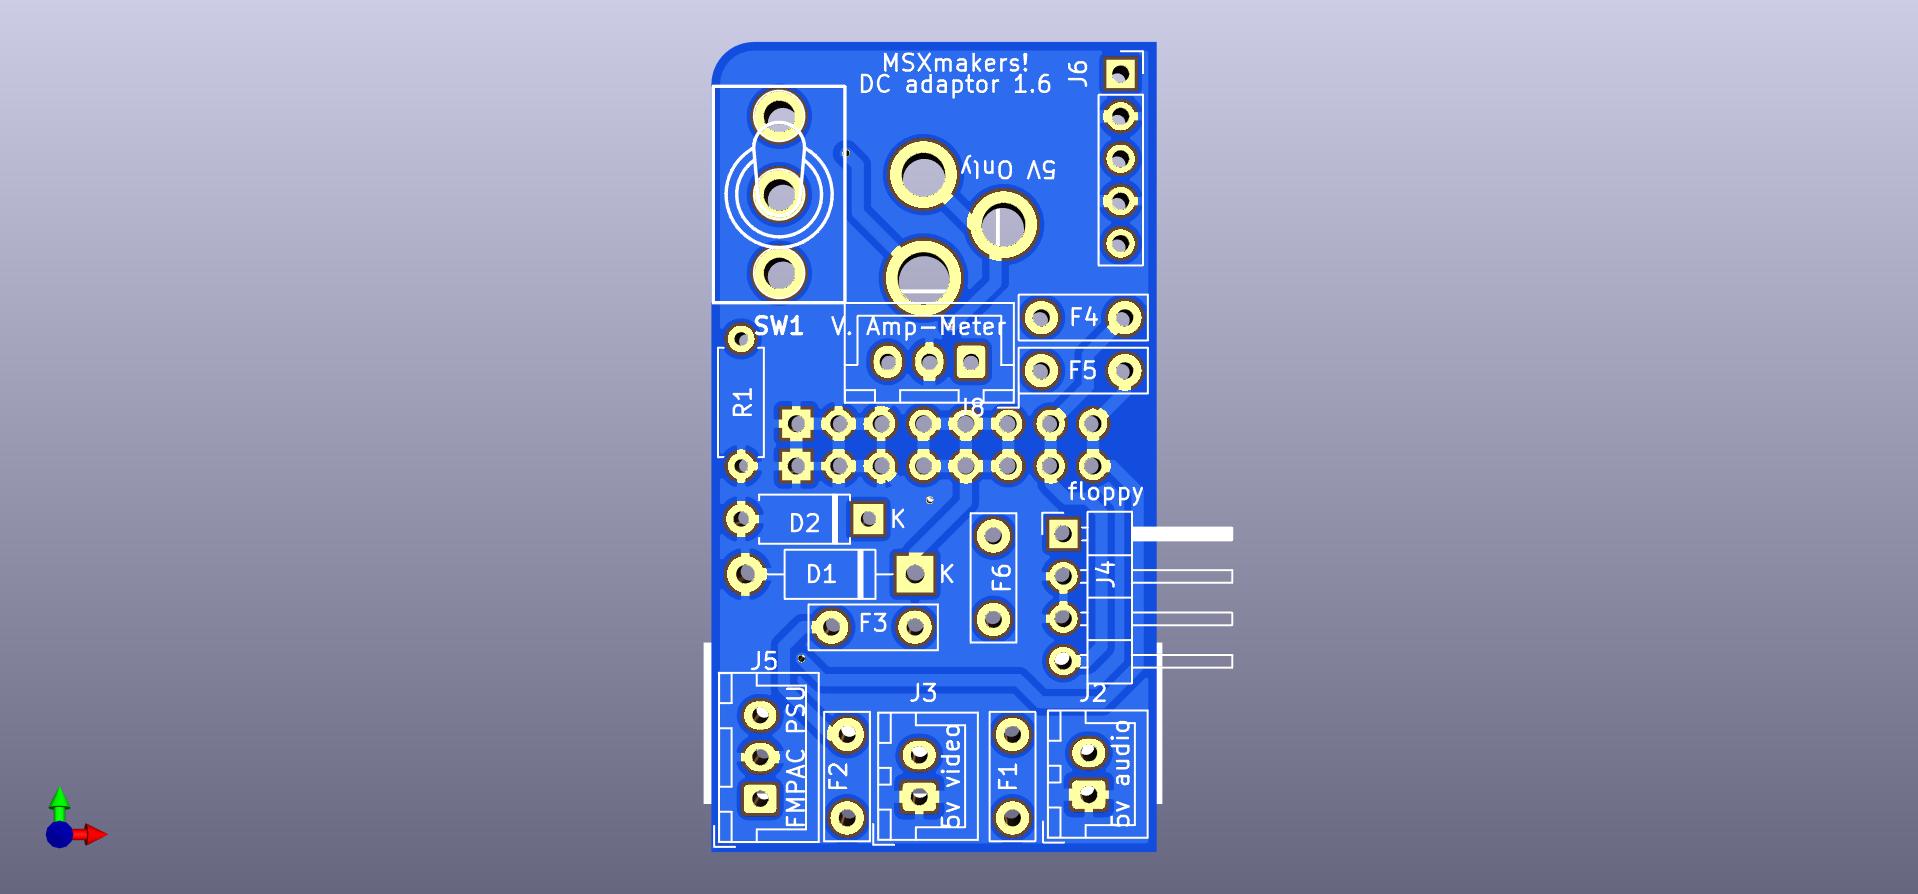 MSXmakers!
DC adaptor 1.6
J6
5V Only
SW1
V. Amp-Meter
F4
F5
R1
J8
floppy
D2
K
D1
K
F6
J4
F3
J5
J3
J2
FMPAC PSU
F2
5v video
F1
5v audio